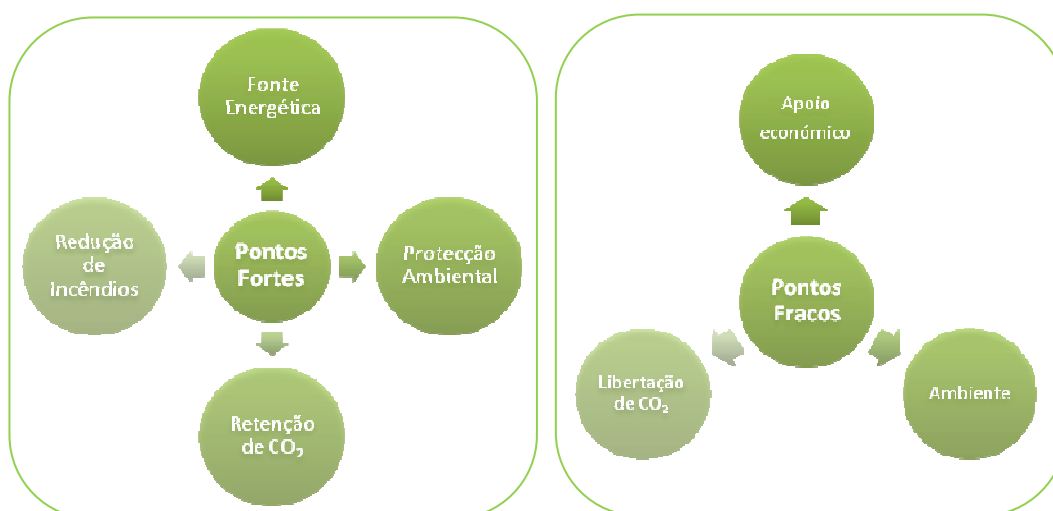 Fonte
Energética
Redução
de
Incêndios
Pontos
Fortes
Protecção
Ambiental
Retenção
de CO₂
Apoio
económico
Pontos
Fracos
Libertação
de CO₂
Ambiente